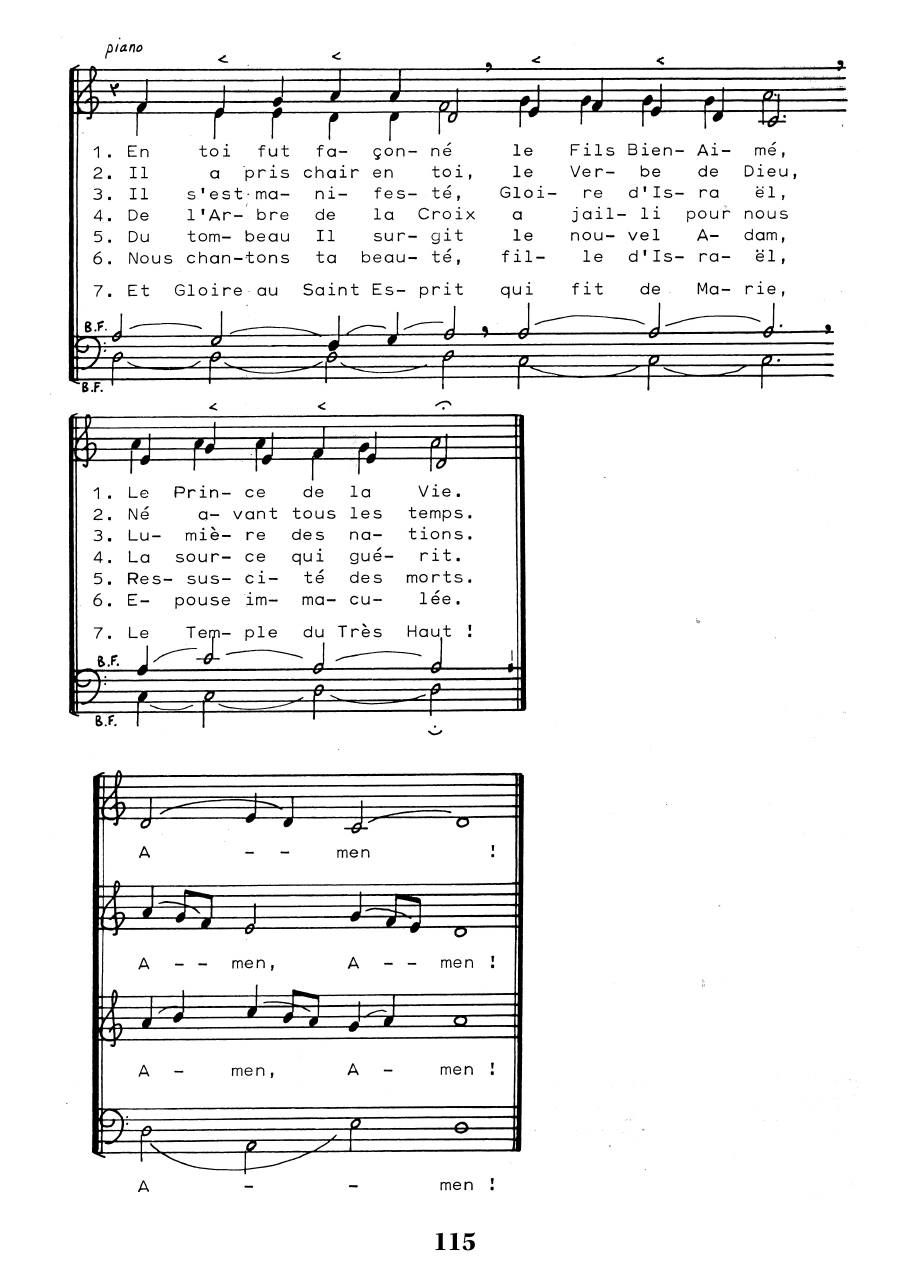 piano
1. En toi fut fa- çon- né le Fils Bien- Ai- mé,
2. Il a pris chair en toi, le Ver- be de Dieu,
3. Il s'est ma- ni- fes- té, Gloi- re d'Is- ra ël,
4. De l'Ar- bre de la Croix a jail- li pour nous
5. Du tom- beau Il sur- git le nou- vel A- dam,
6. Nous chan-tons ta beau- té, fil- le d'Is- ra- ël,
7. Et Gloire au Saint Es- prit qui fit de Ma- rie,
B.F.
B.F.
1. Le Prin- ce de la Vie.
2. Né a- vant tous les temps.
3. Lu- miè- re des na- tions.
4. La sour- ce qui gué- rit.
5. Res- sus- ci- té des morts.
6. E- pouse im- ma- cu- lée.
7. Le Tem- ple du Très Haut !
B.F.
B.F.
A - - men !
A - - men, A - - men !
A - men, A - men !
A - - men !
115